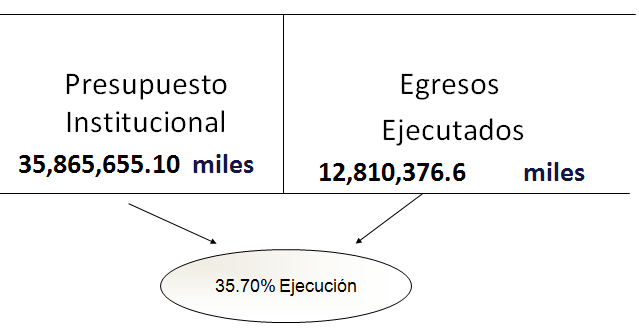 Presupuesto
Institucional
35,865,655.10 miles
Egresos
Ejecutados
12,810,376.6 miles
35.70% Ejecución